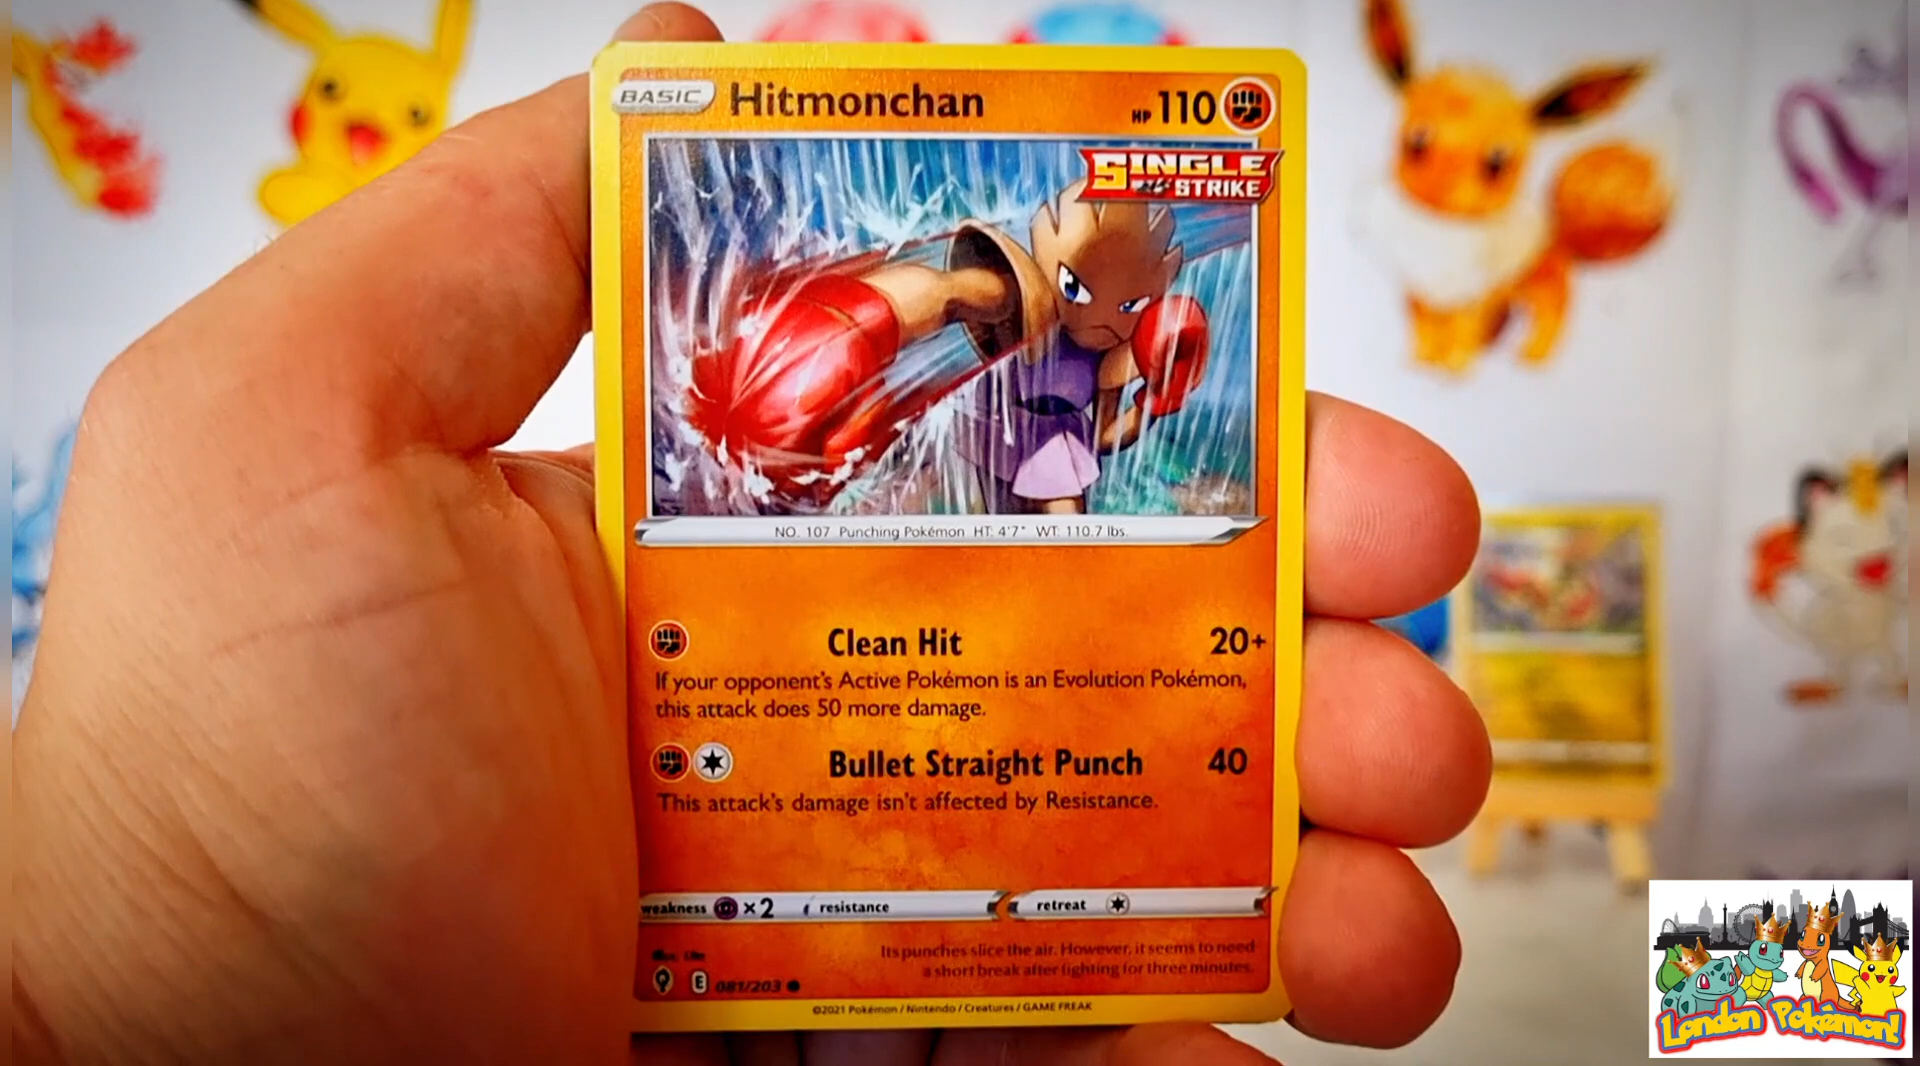 BASIC Hitmonchan HP 110
SINGLE
STRIKE
NO. 107 Punching Pokémon HT: 4'7" WT: 110.7 lbs.
Clean Hit 20+
If your opponent's Active Pokémon is an Evolution Pokémon,
this attack does 50 more damage.
Bullet Straight Punch 40
This attack's damage isn't affected by Resistance.
weakness ×2 resistance retreat
Its punches slice the air. However, it seems to need
a short break after fighting for three minutes.
E 081/203
©2021 Pokémon / Nintendo / Creatures / GAME FREAK
London Pokémon!